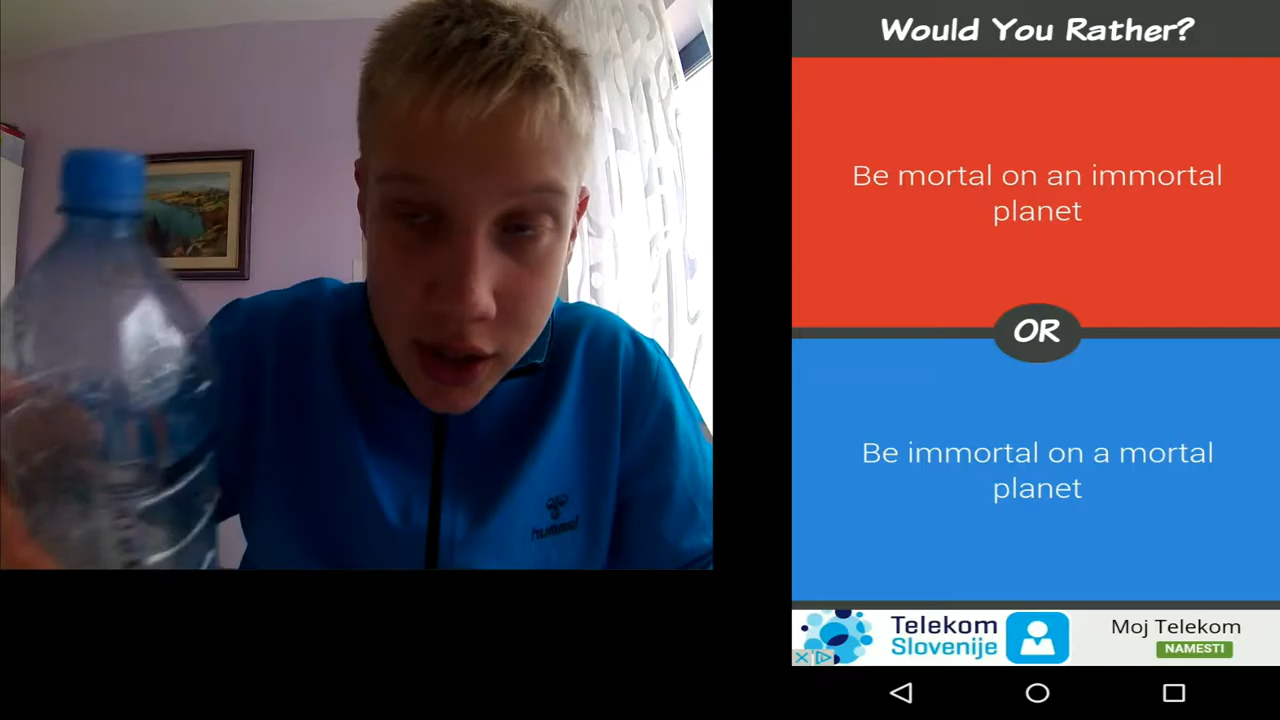 Would You Rather?
Be mortal on an immortal
planet
OR
Be immortal on a mortal
planet
hummel
Telekom
Slovenije
Moj Telekom
NAMESTI